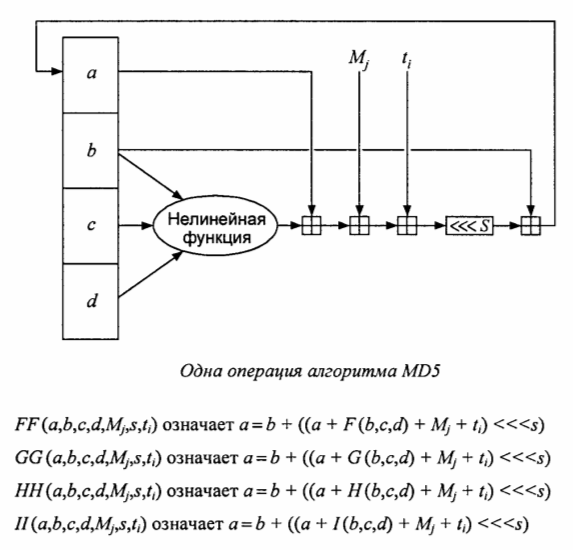 a
M_j t_i
b
c
Нелинейная
функция
<<< S
d
Одна операция алгоритма MD5
FF(a,b,c,d,M_j,s,t_i) означает a = b + ((a + F(b,c,d) + M_j + t_i) <<<s)
GG(a,b,c,d,M_j,s,t_i) означает a = b + ((a + G(b,c,d) + M_j + t_i) <<<s)
HH(a,b,c,d,M_j,s,t_i) означает a = b + ((a + H(b,c,d) + M_j + t_i) <<<s)
II(a,b,c,d,M_j,s,t_i) означает a = b + ((a + I(b,c,d) + M_j + t_i) <<<s)